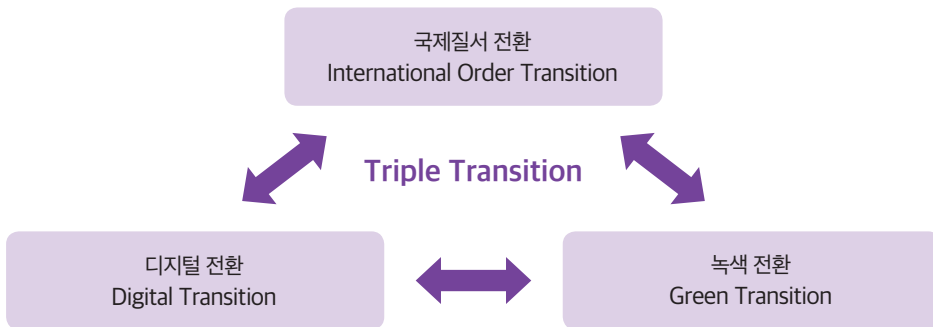 국제질서 전환
International Order Transition
Triple Transition
디지털 전환
Digital Transition
녹색 전환
Green Transition